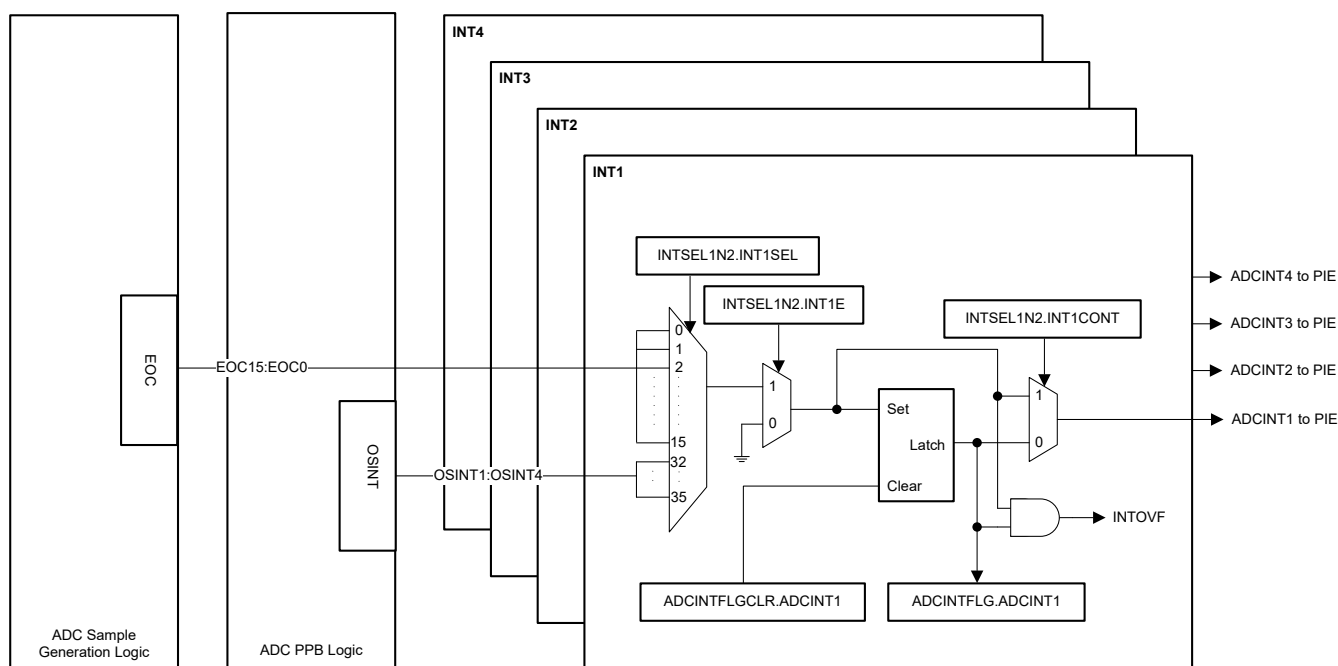 INT4
INT3
INT2
INT1
INTSEL1N2.INT1SEL
INTSEL1N2.INT1E
INTSEL1N2.INT1CONT
ADCINT4 to PIE
ADCINT3 to PIE
ADCINT2 to PIE
ADCINT1 to PIE
EOC
EOC15:EOC0
OSINT
OSINT1:OSINT4
0
1
2
15
32
35
1
0
Set
Latch
Clear
1
0
INTOVF
ADCINTFLGCLR.ADCINT1
ADCINTFLG.ADCINT1
ADC Sample
Generation Logic
ADC PPB Logic